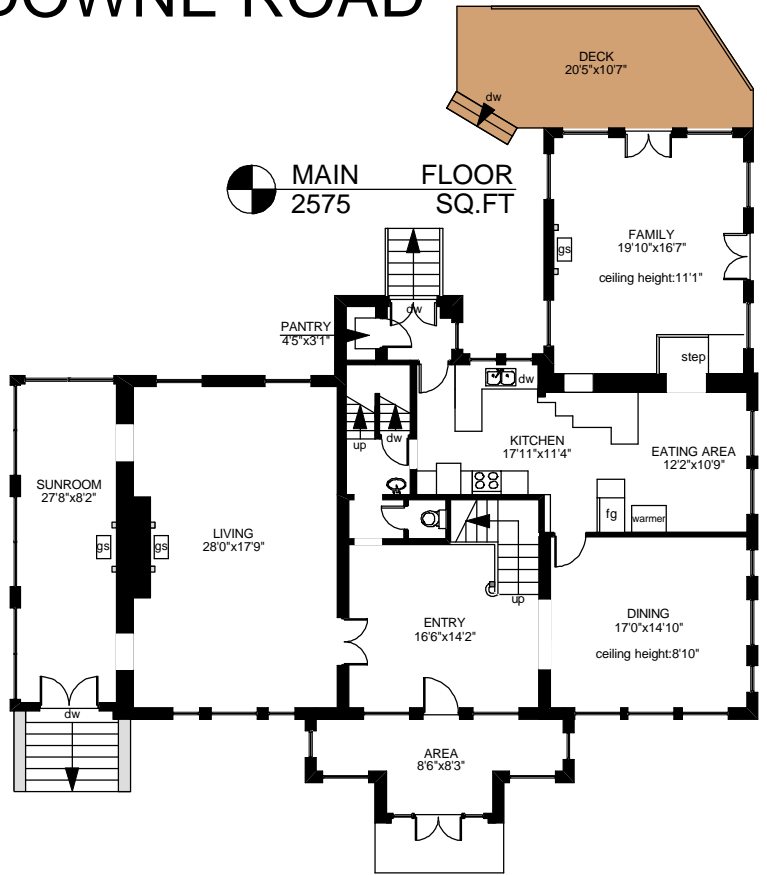 DOWNE ROAD
DECK
20'5"x10'7"
dw
MAIN FLOOR
2575 SQ.FT
FAMILY
19'10"x16'7"
gs
ceiling height:11'1"
dw
PANTRY
4'5"x3'1"
step
dw
up
dw
KITCHEN
17'11"x11'4"
EATING AREA
12'2"x10'9"
SUNROOM
27'8"x8'2"
fg
warmer
LIVING
28'0"x17'9"
gs
gs
up
DINING
17'0"x14'10"
ENTRY
16'6"x14'2"
ceiling height:8'10"
dw
AREA
8'6"x8'3"